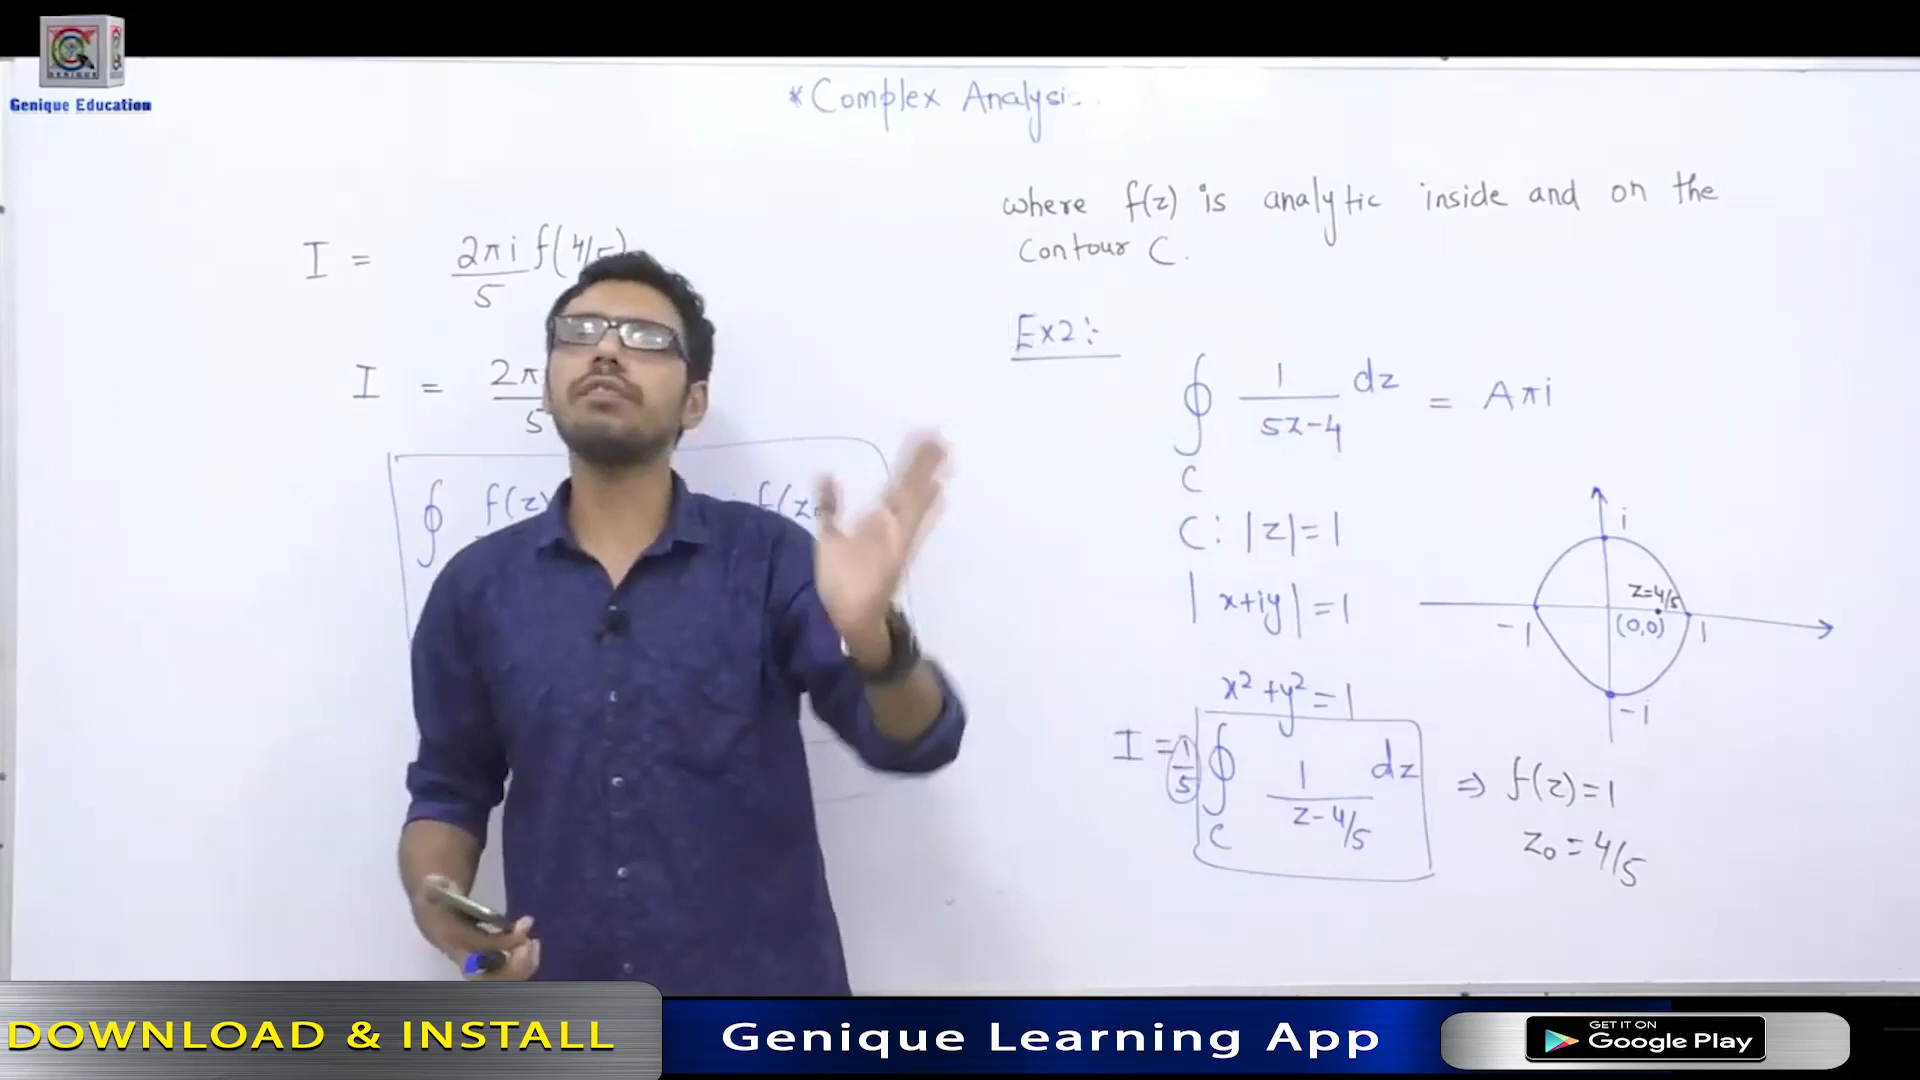 GENIQUE
Genique Education
*Complex Analysis
I = 2πi/5 f(4/5)
I = 2π
5
∮ f(z) f(z
where f(z) is analytic inside and on the
Contour C.
Ex2:-
∮ 1/(5z-4) dz = Aπi
C
C: |z|=1
|x+iy|=1
x²+y²=1
I = 1/5 ∮ 1/(z-4/5) dz ⇒ f(z)=1
C
z₀=4/5
i
z=4/5
-1 (0,0) 1
-i
DOWNLOAD & INSTALL
Genique Learning App
GET IT ON
Google Play